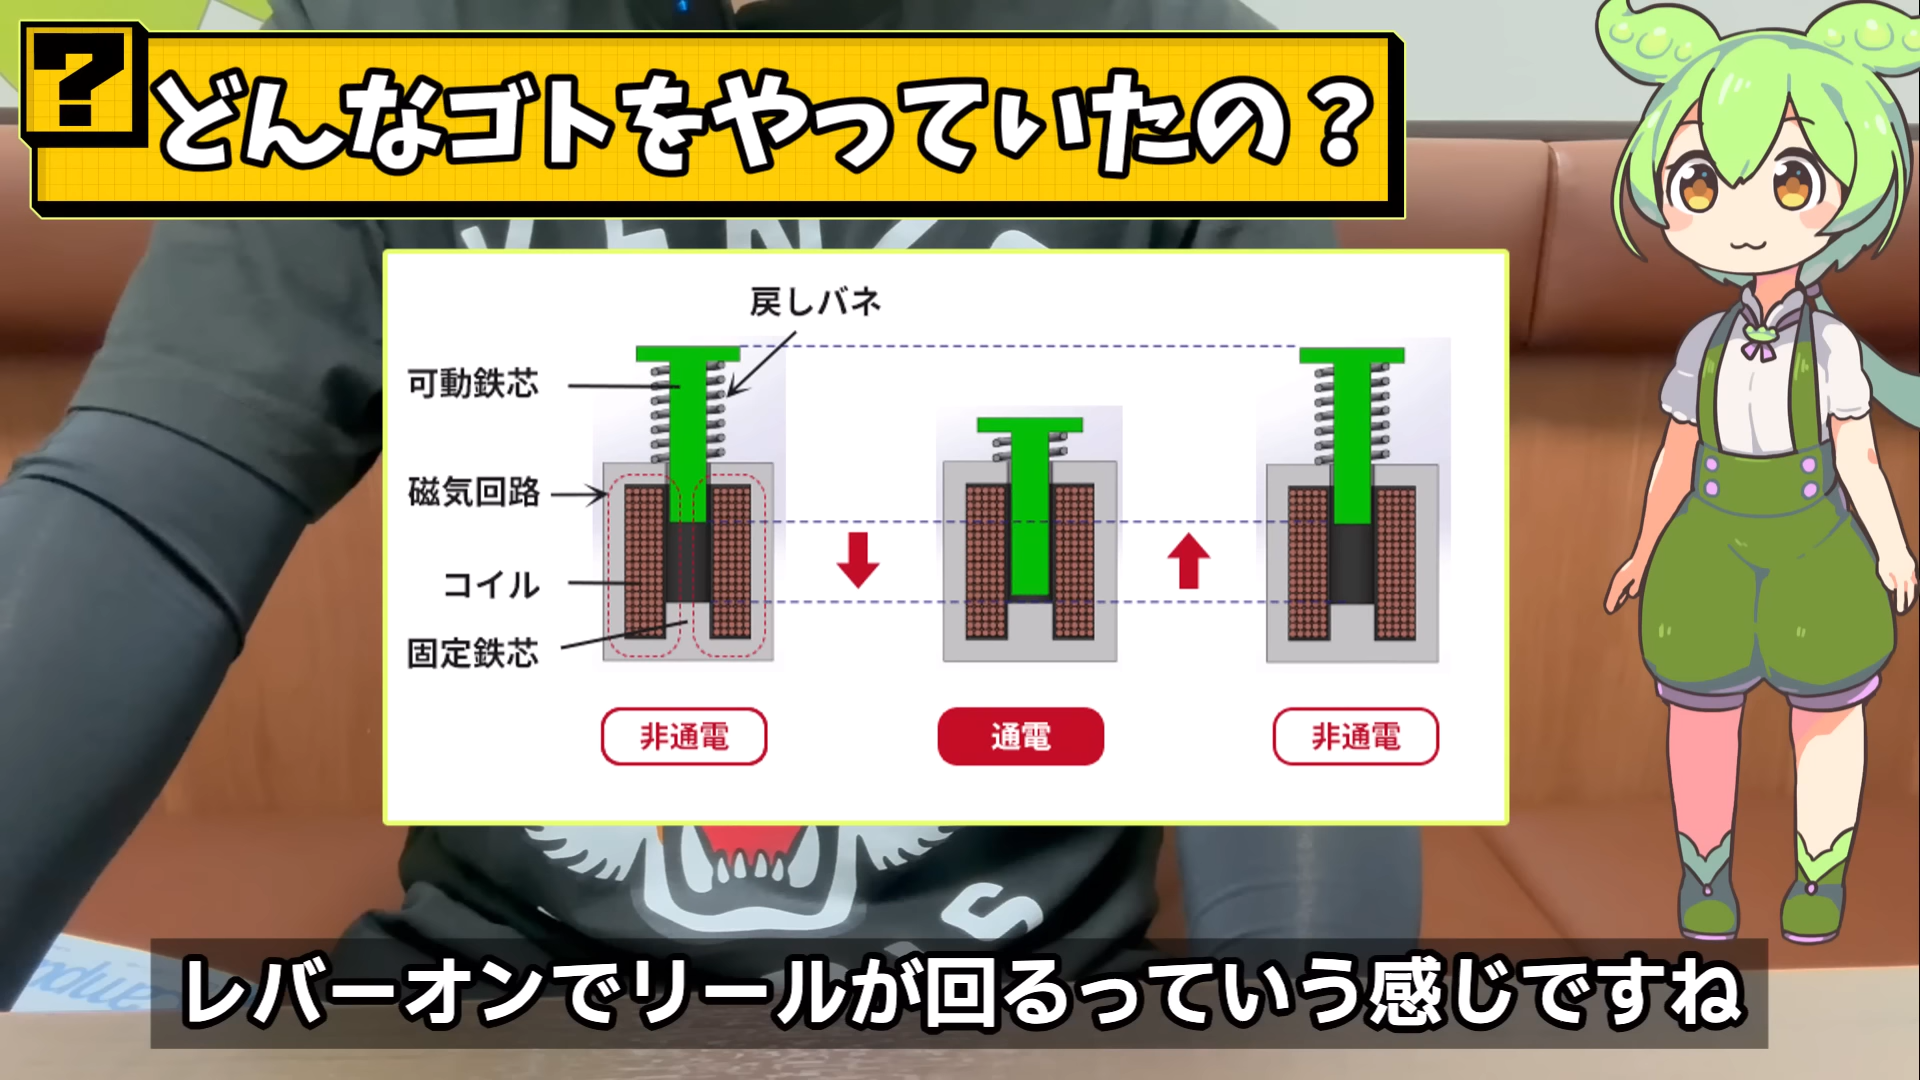 ?
どんなゴトをやっていたの？
KENZO
戻しバネ
可動鉄芯
磁気回路
コイル
固定鉄芯
非通電
通電
非通電
レバーオンでリールが回るっていう感じですね